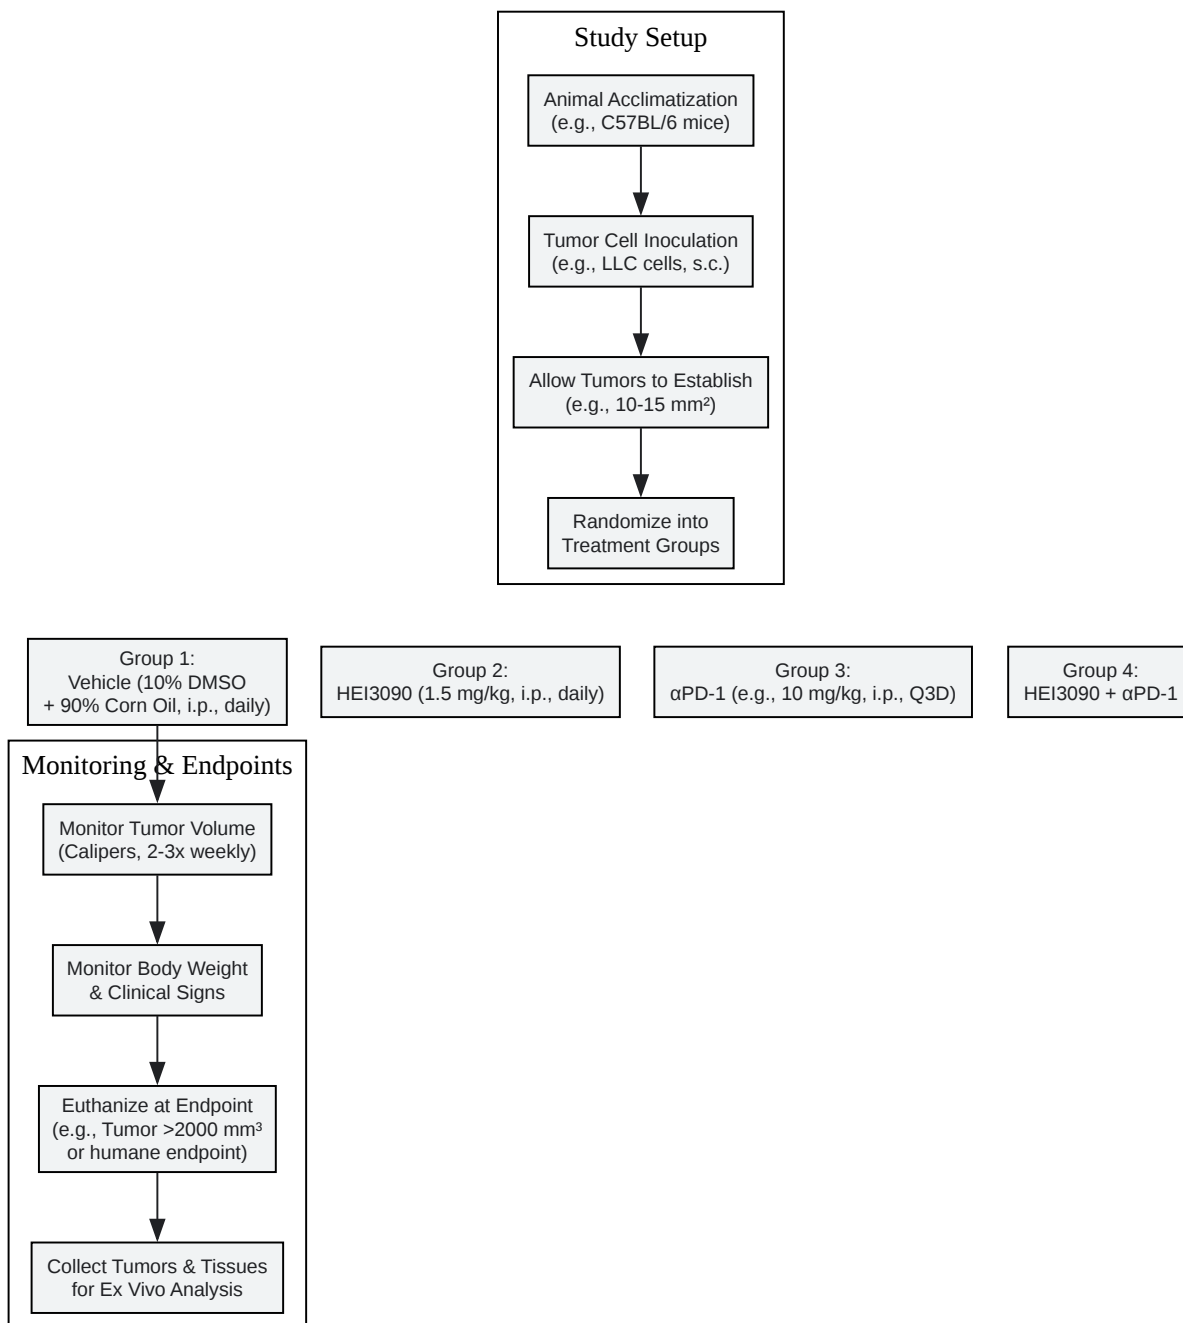 Study Setup
Animal Acclimatization
(e.g., C57BL/6 mice)
Tumor Cell Inoculation
(e.g., LLC cells, s.c.)
Allow Tumors to Establish
(e.g., 10-15 mm²)
Randomize into
Treatment Groups
Group 1:
Vehicle (10% DMSO
+ 90% Corn Oil, i.p., daily)
Group 2:
HEI3090 (1.5 mg/kg, i.p., daily)
Group 3:
αPD-1 (e.g., 10 mg/kg, i.p., Q3D)
Group 4:
HEI3090 + αPD-1
Monitoring & Endpoints
Monitor Tumor Volume
(Calipers, 2-3x weekly)
Monitor Body Weight
& Clinical Signs
Euthanize at Endpoint
(e.g., Tumor >2000 mm³
or humane endpoint)
Collect Tumors & Tissues
for Ex Vivo Analysis